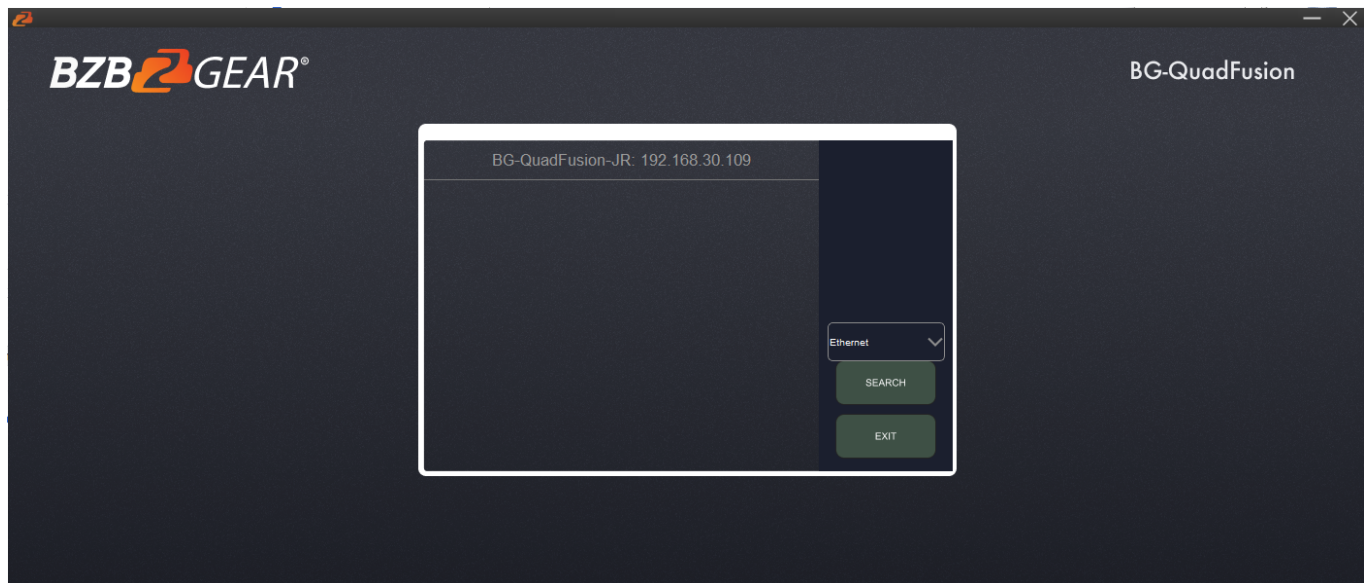 BZB GEAR®
BG-QuadFusion
BG-QuadFusion-JR: 192.168.30.109
Ethernet
SEARCH
EXIT